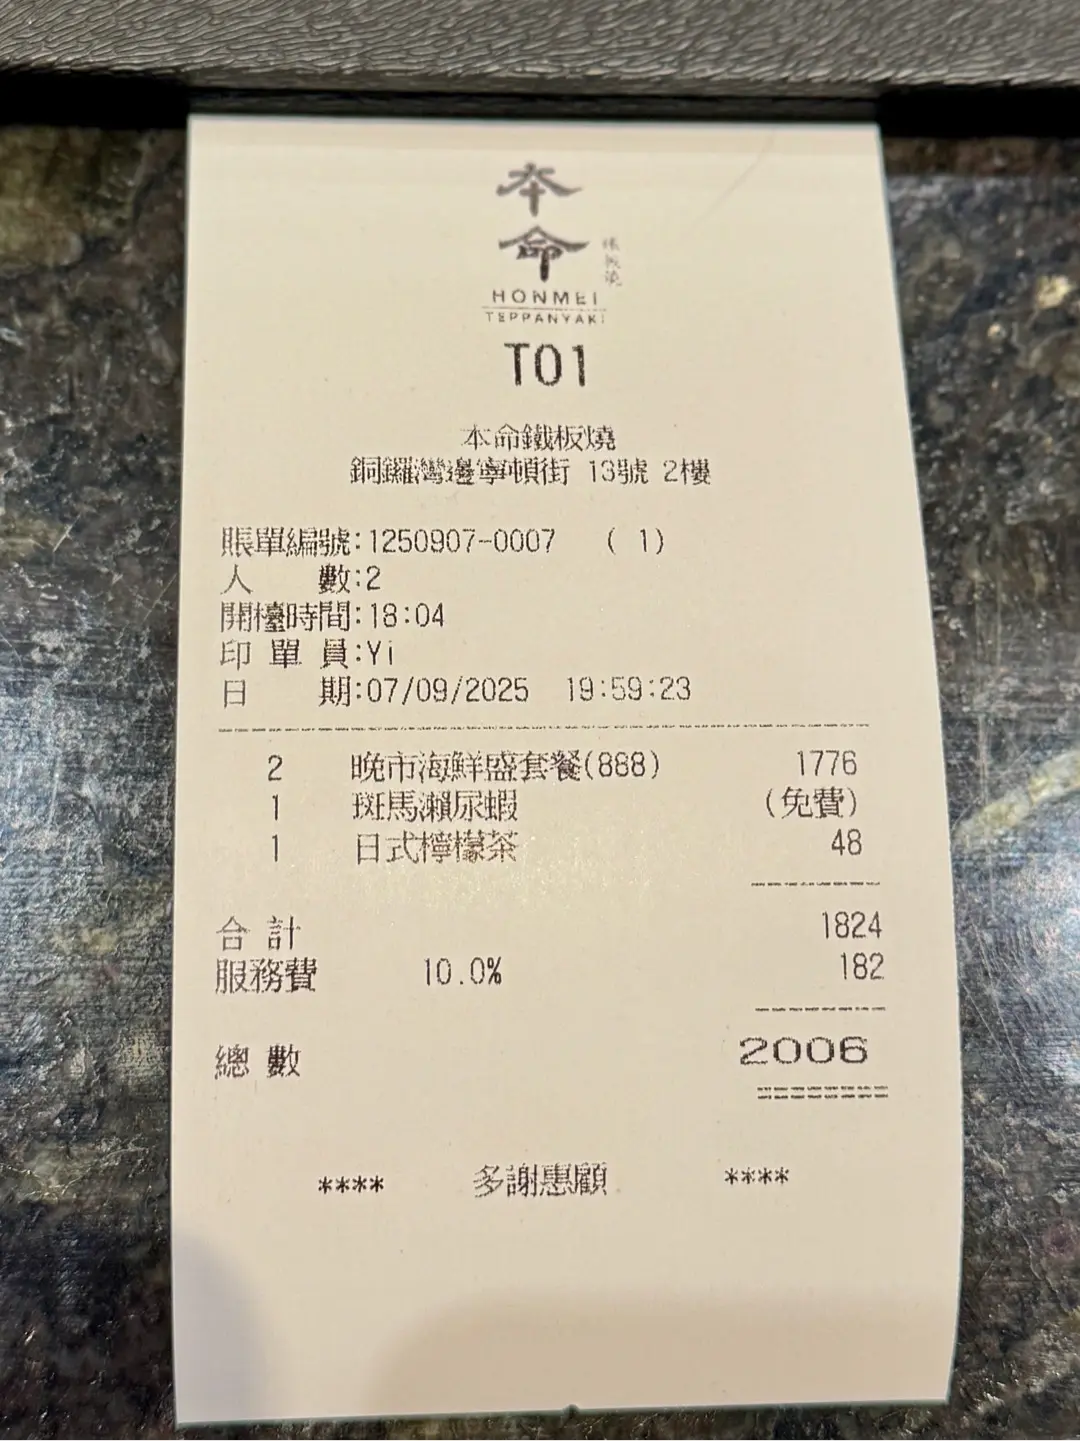 本
命
鐵板燒
HONMEI
TEPPANYAKI
T01
本命鐵板燒
銅鑼灣邊寧頓街 13號 2樓
賬單編號:1250907-0007 ( 1)
人 數:2
開檯時間:18:04
印 單 員:Yi
日 期:07/09/2025 19:59:23
2 晚市海鮮盛套餐(888) 1776
1 斑馬瀨尿蝦 (免費)
1 日式檸檬茶 48
合 計 1824
服務費 10.0% 182
總 數 2006
**** 多謝惠顧 ****